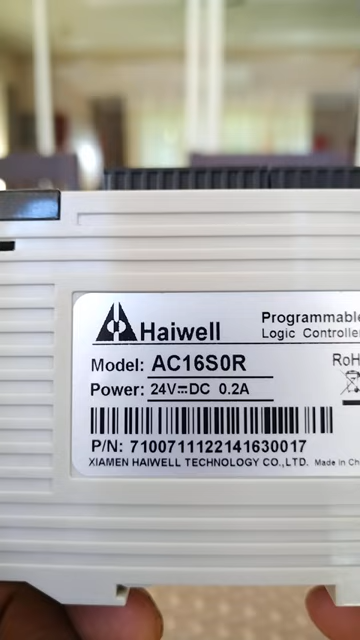 Haiwell
Programmable
Logic Controller
Model: AC16S0R
RoH
Power: 24V⎓DC 0.2A
P/N: 7100711122141630017
XIAMEN HAIWELL TECHNOLOGY CO.,LTD. Made in Ch